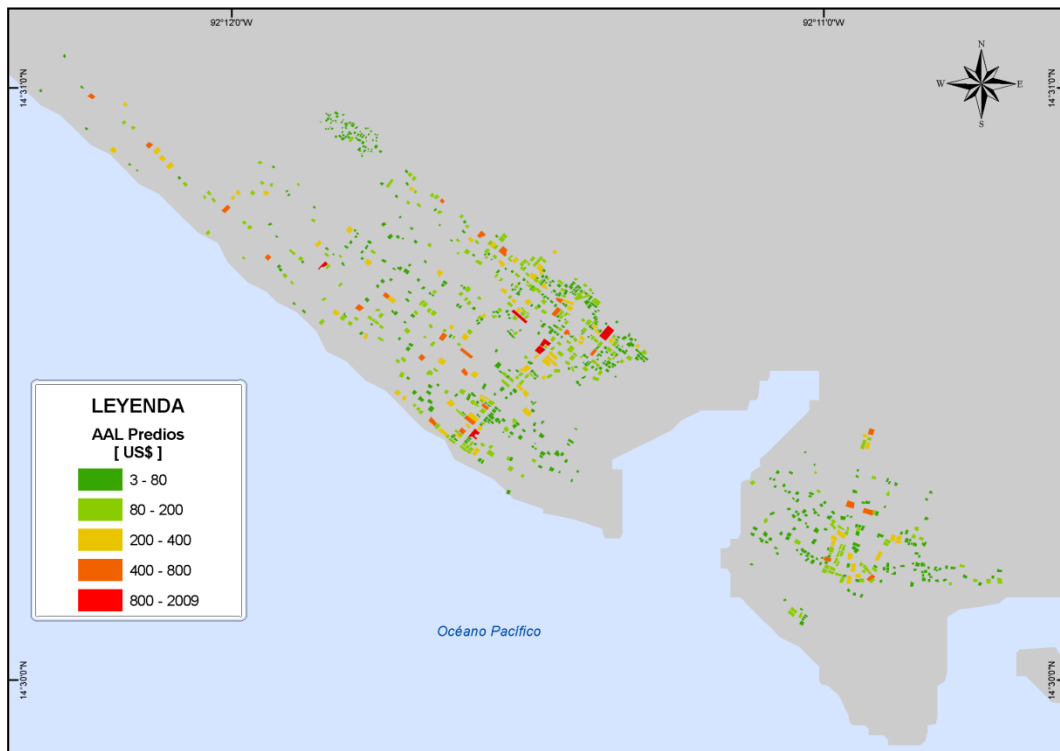 92°12'0"W
92°11'0"W
14°31'0"N
14°31'0"N
N
W
E
S
LEYENDA
AAL Predios
[ US$ ]
3 - 80
80 - 200
200 - 400
400 - 800
800 - 2009
Océano Pacífico
14°30'0"N
14°30'0"N